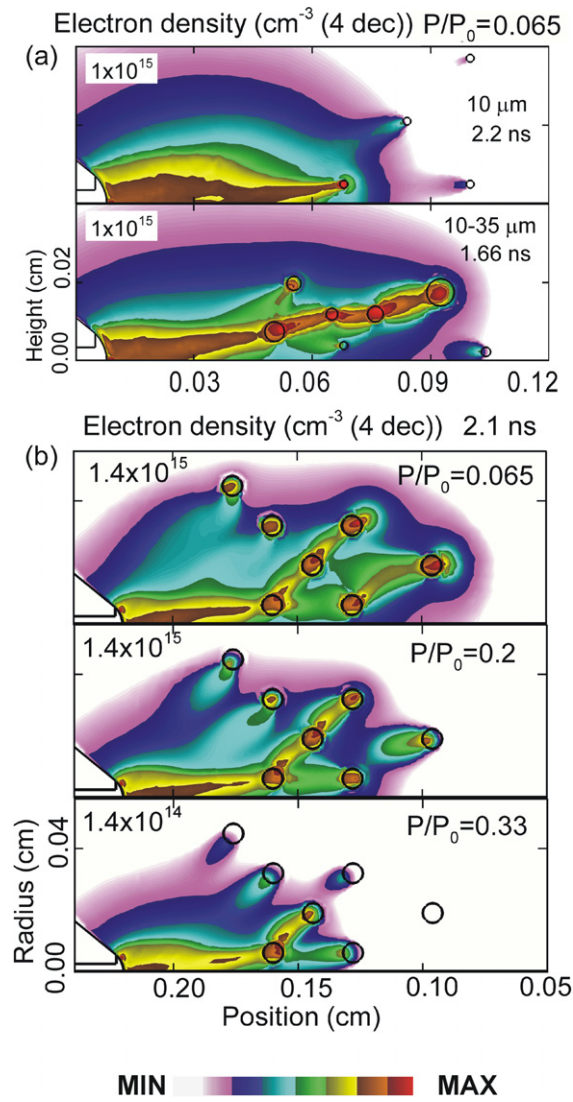 Electron density (cm⁻³ (4 dec)) P/P₀=0.065
(a)
1x10¹⁵
10 μm
2.2 ns
1x10¹⁵
10-35 μm
1.66 ns
Height (cm)
0.02
0.00
0.03 0.06 0.09 0.12
Electron density (cm⁻³ (4 dec)) 2.1 ns
(b)
1.4x10¹⁵ P/P₀=0.065
1.4x10¹⁵ P/P₀=0.2
1.4x10¹⁴ P/P₀=0.33
Radius (cm)
0.04
0.00
0.20 0.15 0.10 0.05
Position (cm)
MIN MAX